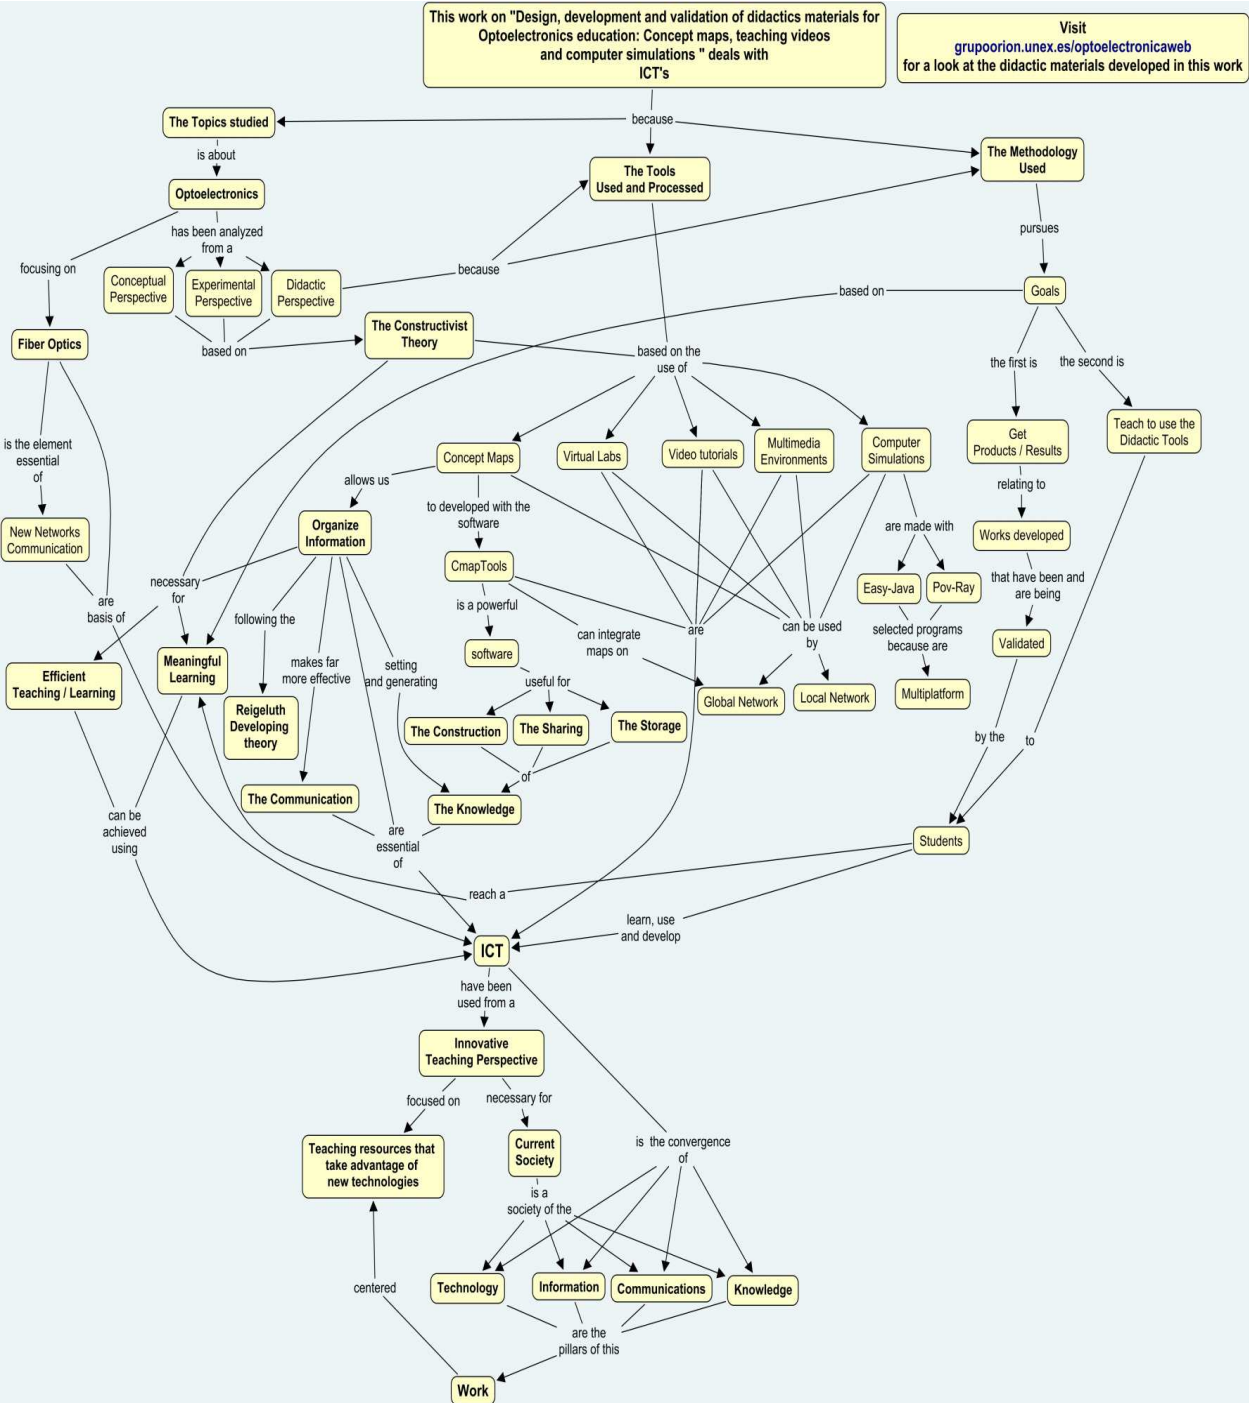 This work on "Design, development and validation of didactics materials for
Optoelectronics education: Concept maps, teaching videos
and computer simulations " deals with
ICT's
Visit
grupoorion.unex.es/optoelectronicaweb
for a look at the didactic materials developed in this work
The Topics studied
because
The Methodology
Used
is about
The Tools
Used and Processed
Optoelectronics
has been analyzed
from a
pursues
focusing on
because
Conceptual
Perspective
Experimental
Perspective
Didactic
Perspective
based on
Goals
Fiber Optics
based on
The Constructivist
Theory
based on the
use of
the first is
the second is
is the element
essential
of
Concept Maps
Virtual Labs
Video tutorials
Multimedia
Environments
Computer
Simulations
Get
Products / Results
Teach to use the
Didactic Tools
allows us
relating to
New Networks
Communication
Organize
Information
to developed with the
software
are made with
Works developed
CmapTools
Easy-Java
Pov-Ray
that have been and
are being
necessary
for
are
basis of
following the
is a powerful
can integrate
maps on
are
can be used
by
selected programs
because are
Validated
Efficient
Teaching / Learning
Meaningful
Learning
makes far
more effective
setting
and generating
software
useful for
Global Network
Local Network
Multiplatform
Reigeluth
Developing
theory
The Construction
The Sharing
The Storage
by the
to
of
The Communication
The Knowledge
can be
achieved
using
are
essential
of
Students
reach a
learn, use
and develop
ICT
have been
used from a
Innovative
Teaching Perspective
focused on
necessary for
Teaching resources that
take advantage of
new technologies
Current
Society
is the convergence
of
is a
society of the
Technology
Information
Communications
Knowledge
centered
are the
pillars of this
Work